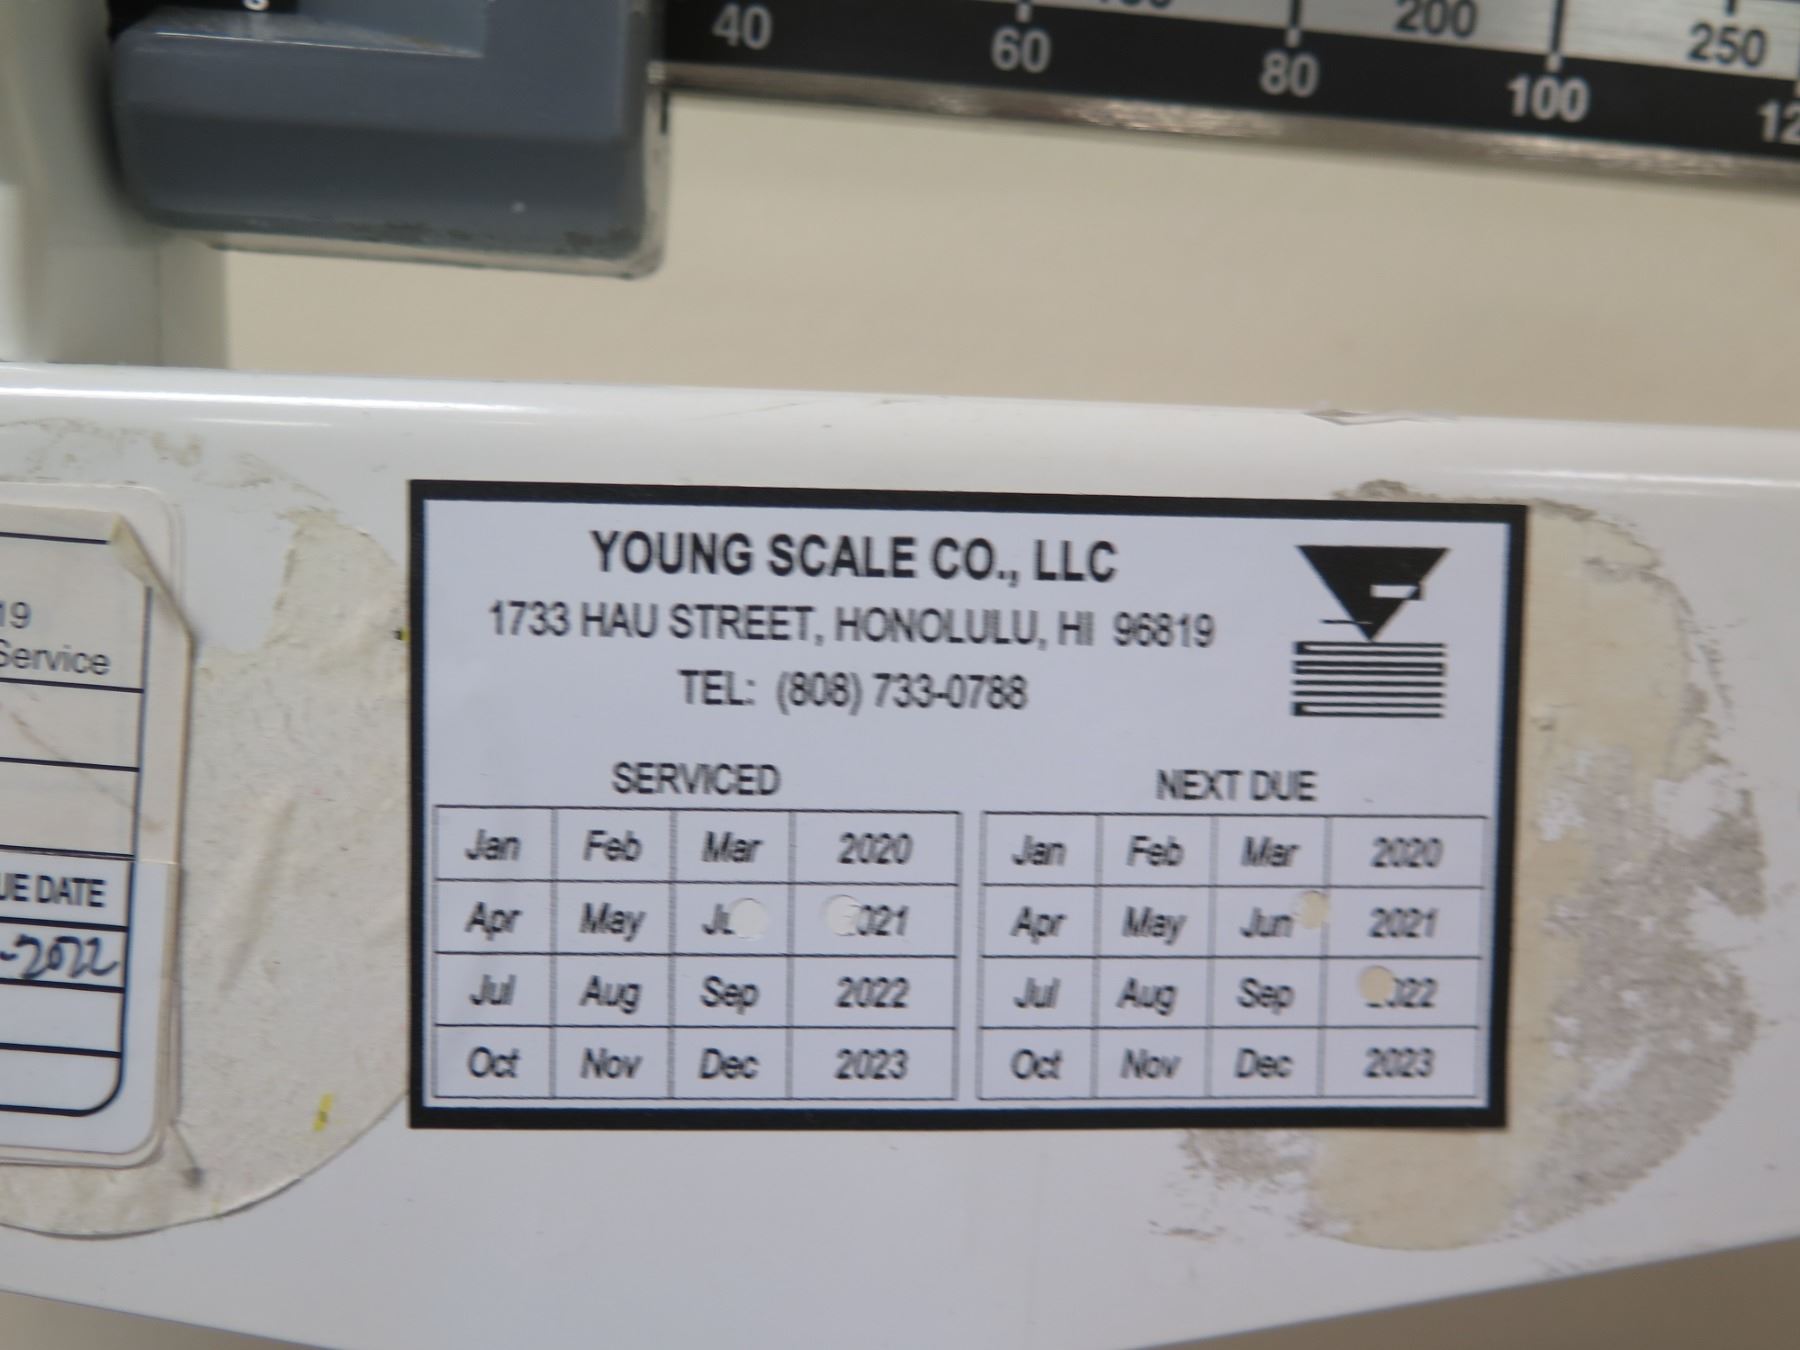 40 60 80 100
200 250
YOUNG SCALE CO., LLC
1733 HAU STREET, HONOLULU, HI 96819
TEL: (808) 733-0788
SERVICED NEXT DUE
Jan Feb Mar 2020 Jan Feb Mar 2020
Apr May 021 Apr May Jun 2021
Jul Aug Sep 2022 Jul Aug Sep 22
Oct Nov Dec 2023 Oct Nov Dec 2023
19
Service
UE DATE
-2022